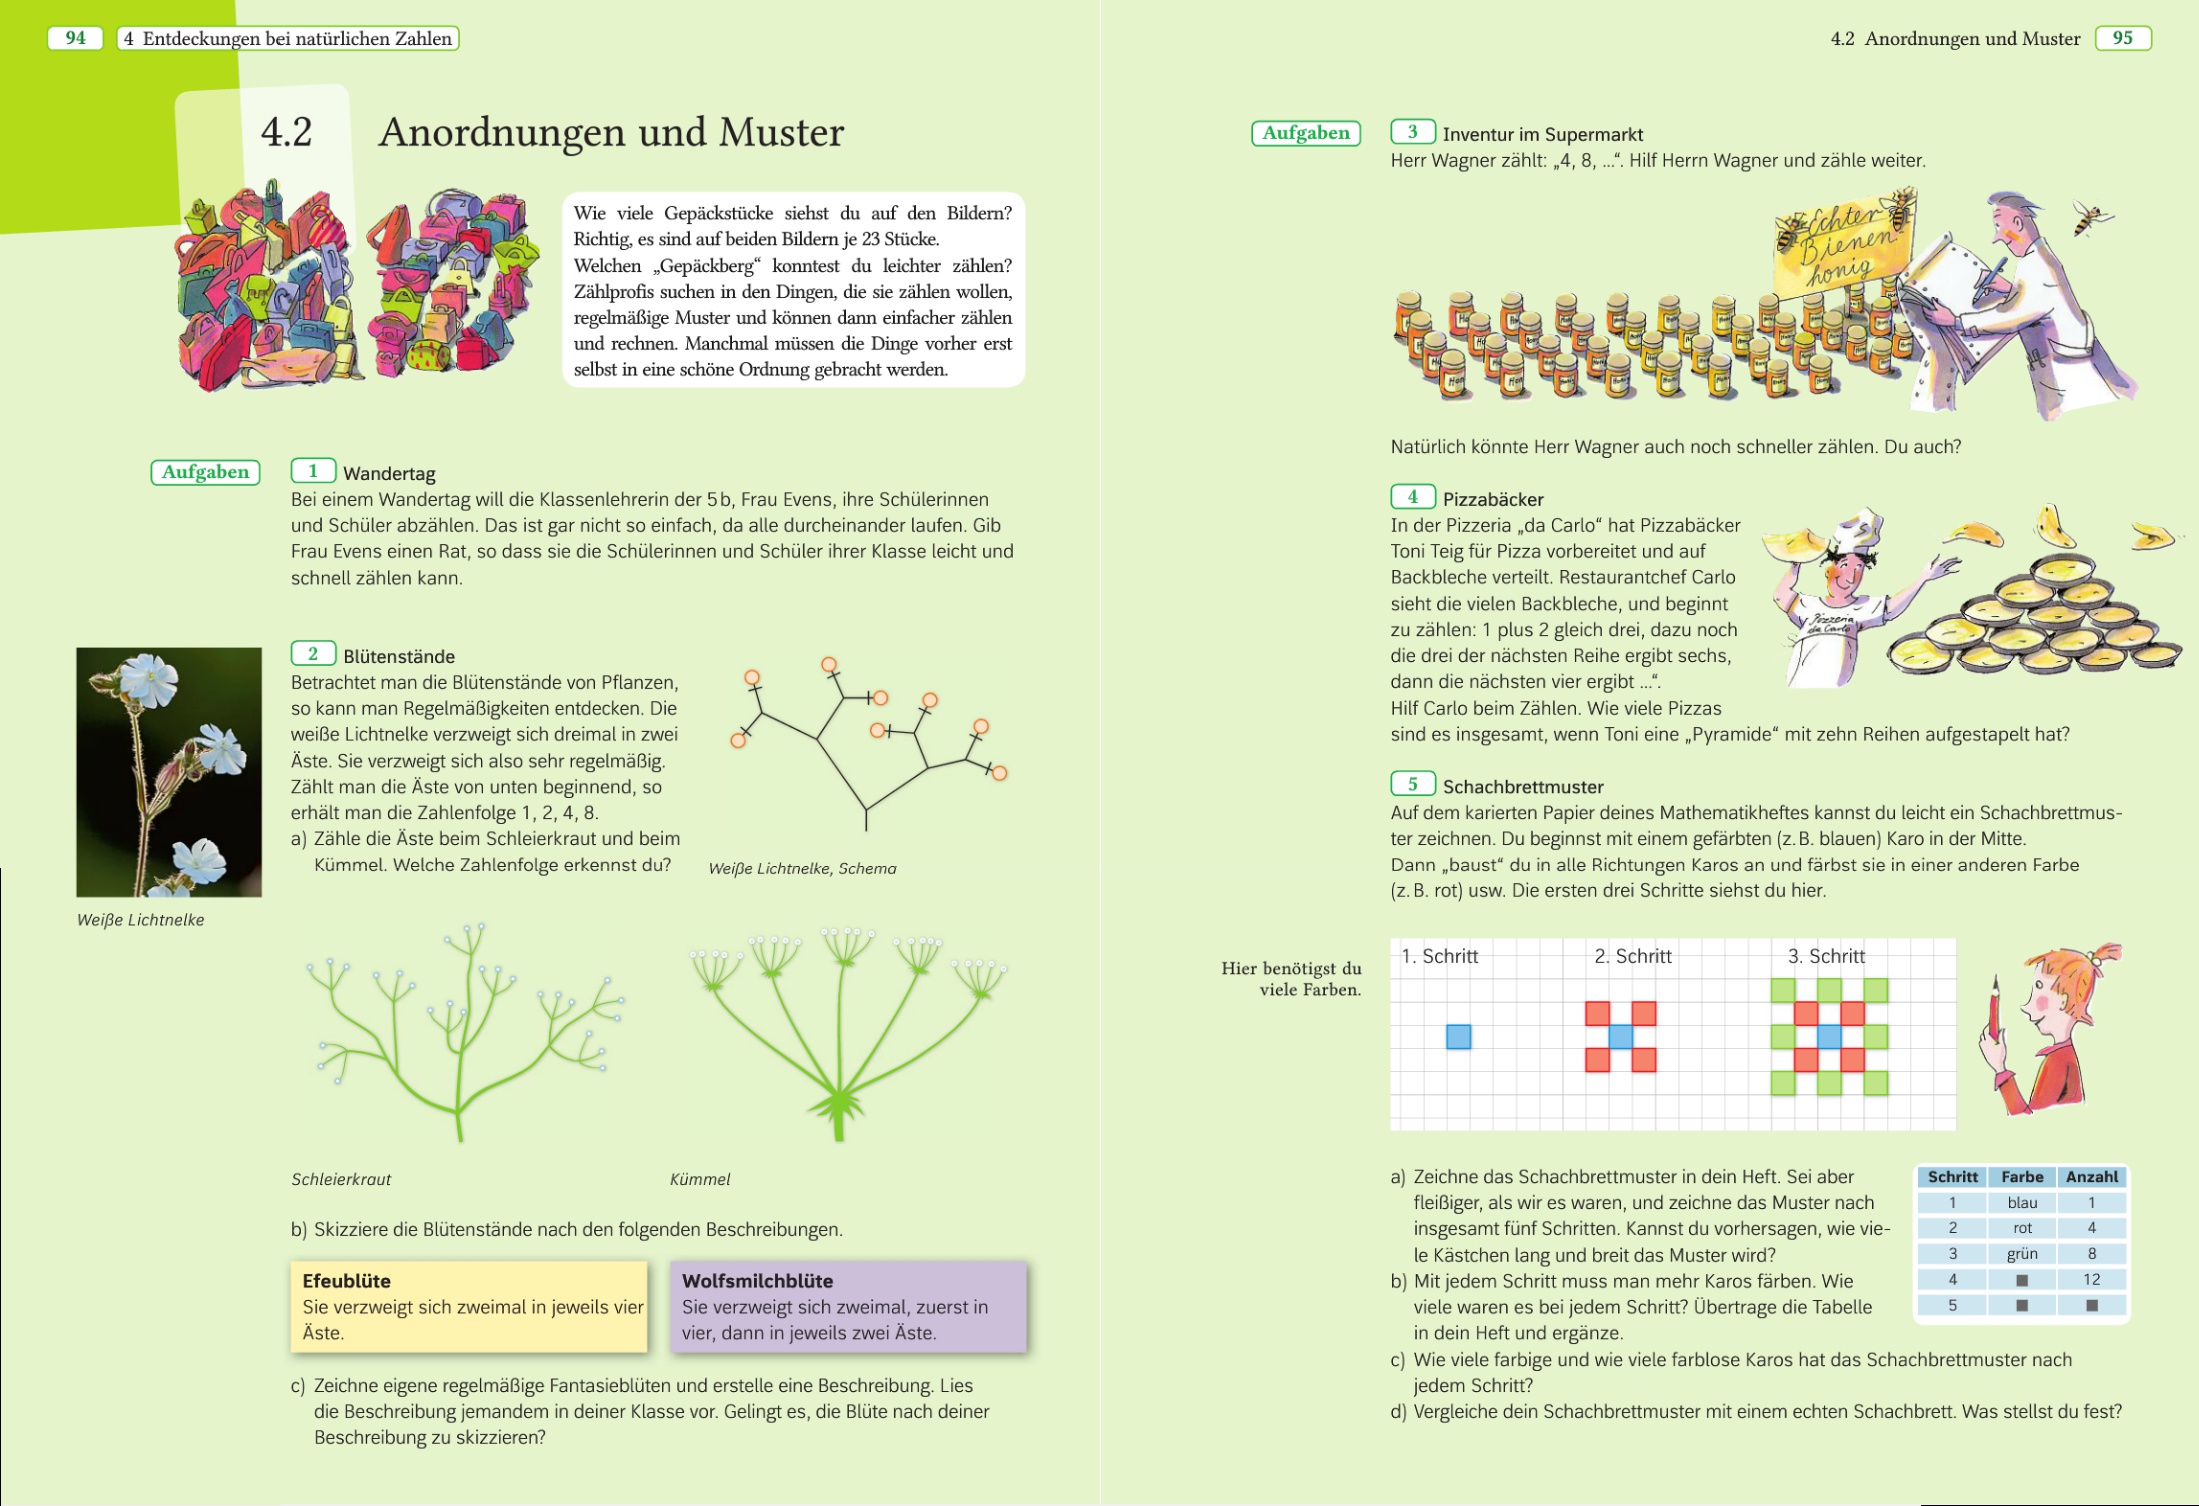 94
4 Entdeckungen bei natürlichen Zahlen
4.2 Anordnungen und Muster
Wie viele Gepäckstücke siehst du auf den Bildern?
Richtig, es sind auf beiden Bildern je 23 Stücke.
Welchen „Gepäckberg“ konntest du leichter zählen?
Zählprofis suchen in den Dingen, die sie zählen wollen,
regelmäßige Muster und können dann einfacher zählen
und rechnen. Manchmal müssen die Dinge vorher erst
selbst in eine schöne Ordnung gebracht werden.
Aufgaben
1 Wandertag
Bei einem Wandertag will die Klassenlehrerin der 5 b, Frau Evens, ihre Schülerinnen
und Schüler abzählen. Das ist gar nicht so einfach, da alle durcheinander laufen. Gib
Frau Evens einen Rat, so dass sie die Schülerinnen und Schüler ihrer Klasse leicht und
schnell zählen kann.
2 Blütenstände
Betrachtet man die Blütenstände von Pflanzen,
so kann man Regelmäßigkeiten entdecken. Die
weiße Lichtnelke verzweigt sich dreimal in zwei
Äste. Sie verzweigt sich also sehr regelmäßig.
Zählt man die Äste von unten beginnend, so
erhält man die Zahlenfolge 1, 2, 4, 8.
a) Zähle die Äste beim Schleierkraut und beim
Kümmel. Welche Zahlenfolge erkennst du?
Weiße Lichtnelke, Schema
Weiße Lichtnelke
Schleierkraut
Kümmel
b) Skizziere die Blütenstände nach den folgenden Beschreibungen.
Efeublüte
Sie verzweigt sich zweimal in jeweils vier
Äste.
Wolfsmilchblüte
Sie verzweigt sich zweimal, zuerst in
vier, dann in jeweils zwei Äste.
c) Zeichne eigene regelmäßige Fantasieblüten und erstelle eine Beschreibung. Lies
die Beschreibung jemandem in deiner Klasse vor. Gelingt es, die Blüte nach deiner
Beschreibung zu skizzieren?
4.2 Anordnungen und Muster
95
Aufgaben
3 Inventur im Supermarkt
Herr Wagner zählt: „4, 8, …“. Hilf Herrn Wagner und zähle weiter.
Echter
Bienen
honig
Natürlich könnte Herr Wagner auch noch schneller zählen. Du auch?
4 Pizzabäcker
In der Pizzeria „da Carlo“ hat Pizzabäcker
Toni Teig für Pizza vorbereitet und auf
Backbleche verteilt. Restaurantchef Carlo
sieht die vielen Backbleche, und beginnt
zu zählen: 1 plus 2 gleich drei, dazu noch
die drei der nächsten Reihe ergibt sechs,
dann die nächsten vier ergibt …“.
Hilf Carlo beim Zählen. Wie viele Pizzas
sind es insgesamt, wenn Toni eine „Pyramide“ mit zehn Reihen aufgestapelt hat?
Pizzeria
da Carlo
5 Schachbrettmuster
Auf dem karierten Papier deines Mathematikheftes kannst du leicht ein Schachbrettmus-
ter zeichnen. Du beginnst mit einem gefärbten (z. B. blauen) Karo in der Mitte.
Dann „baust“ du in alle Richtungen Karos an und färbst sie in einer anderen Farbe
(z. B. rot) usw. Die ersten drei Schritte siehst du hier.
Hier benötigst du
viele Farben.
1. Schritt 2. Schritt 3. Schritt
a) Zeichne das Schachbrettmuster in dein Heft. Sei aber
fleißiger, als wir es waren, und zeichne das Muster nach
insgesamt fünf Schritten. Kannst du vorhersagen, wie vie-
le Kästchen lang und breit das Muster wird?
b) Mit jedem Schritt muss man mehr Karos färben. Wie
viele waren es bei jedem Schritt? Übertrage die Tabelle
in dein Heft und ergänze.
Schritt Farbe Anzahl
1 blau 1
2 rot 4
3 grün 8
4 ■ 12
5 ■ ■
c) Wie viele farbige und wie viele farblose Karos hat das Schachbrettmuster nach
jedem Schritt?
d) Vergleiche dein Schachbrettmuster mit einem echten Schachbrett. Was stellst du fest?